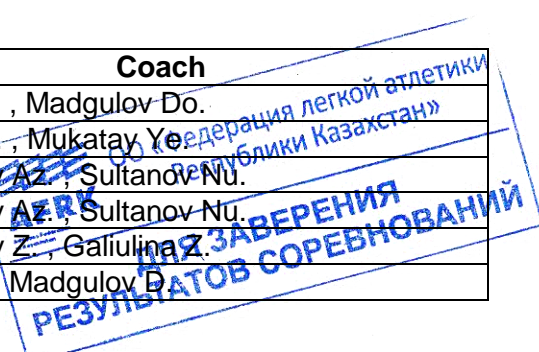 Coach
, Madgulov Do.
, Mukatay Ye.
Az. , Sultanov Nu.
Az. , Sultanov Nu.
Z. , Galiulina Z.
Madgulov D.
ОО «Федерация легкой атлетики
Республики Казахстан»
AFRK
ДЛЯ ЗАВЕРЕНИЯ
РЕЗУЛЬТАТОВ СОРЕВНОВАНИЙ